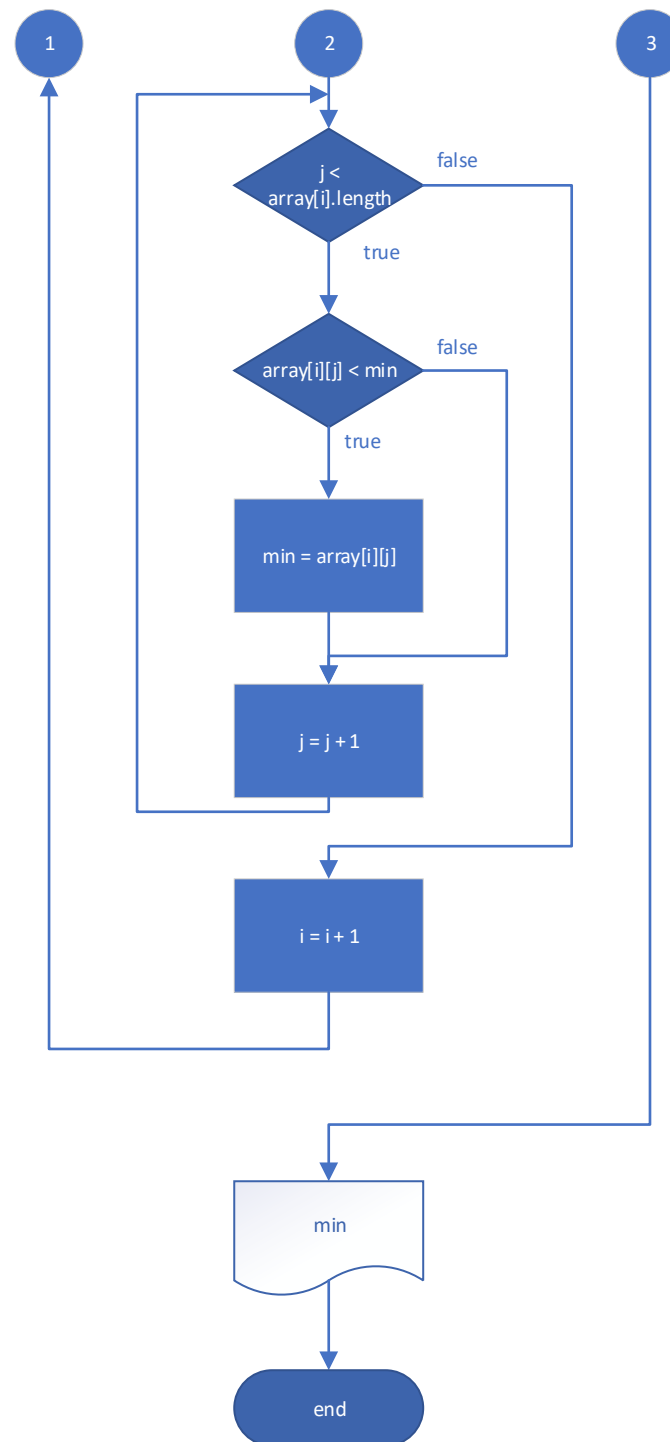 1
2
3
j <
array[i].length
false
true
array[i][j] < min
false
true
min = array[i][j]
j = j + 1
i = i + 1
min
end